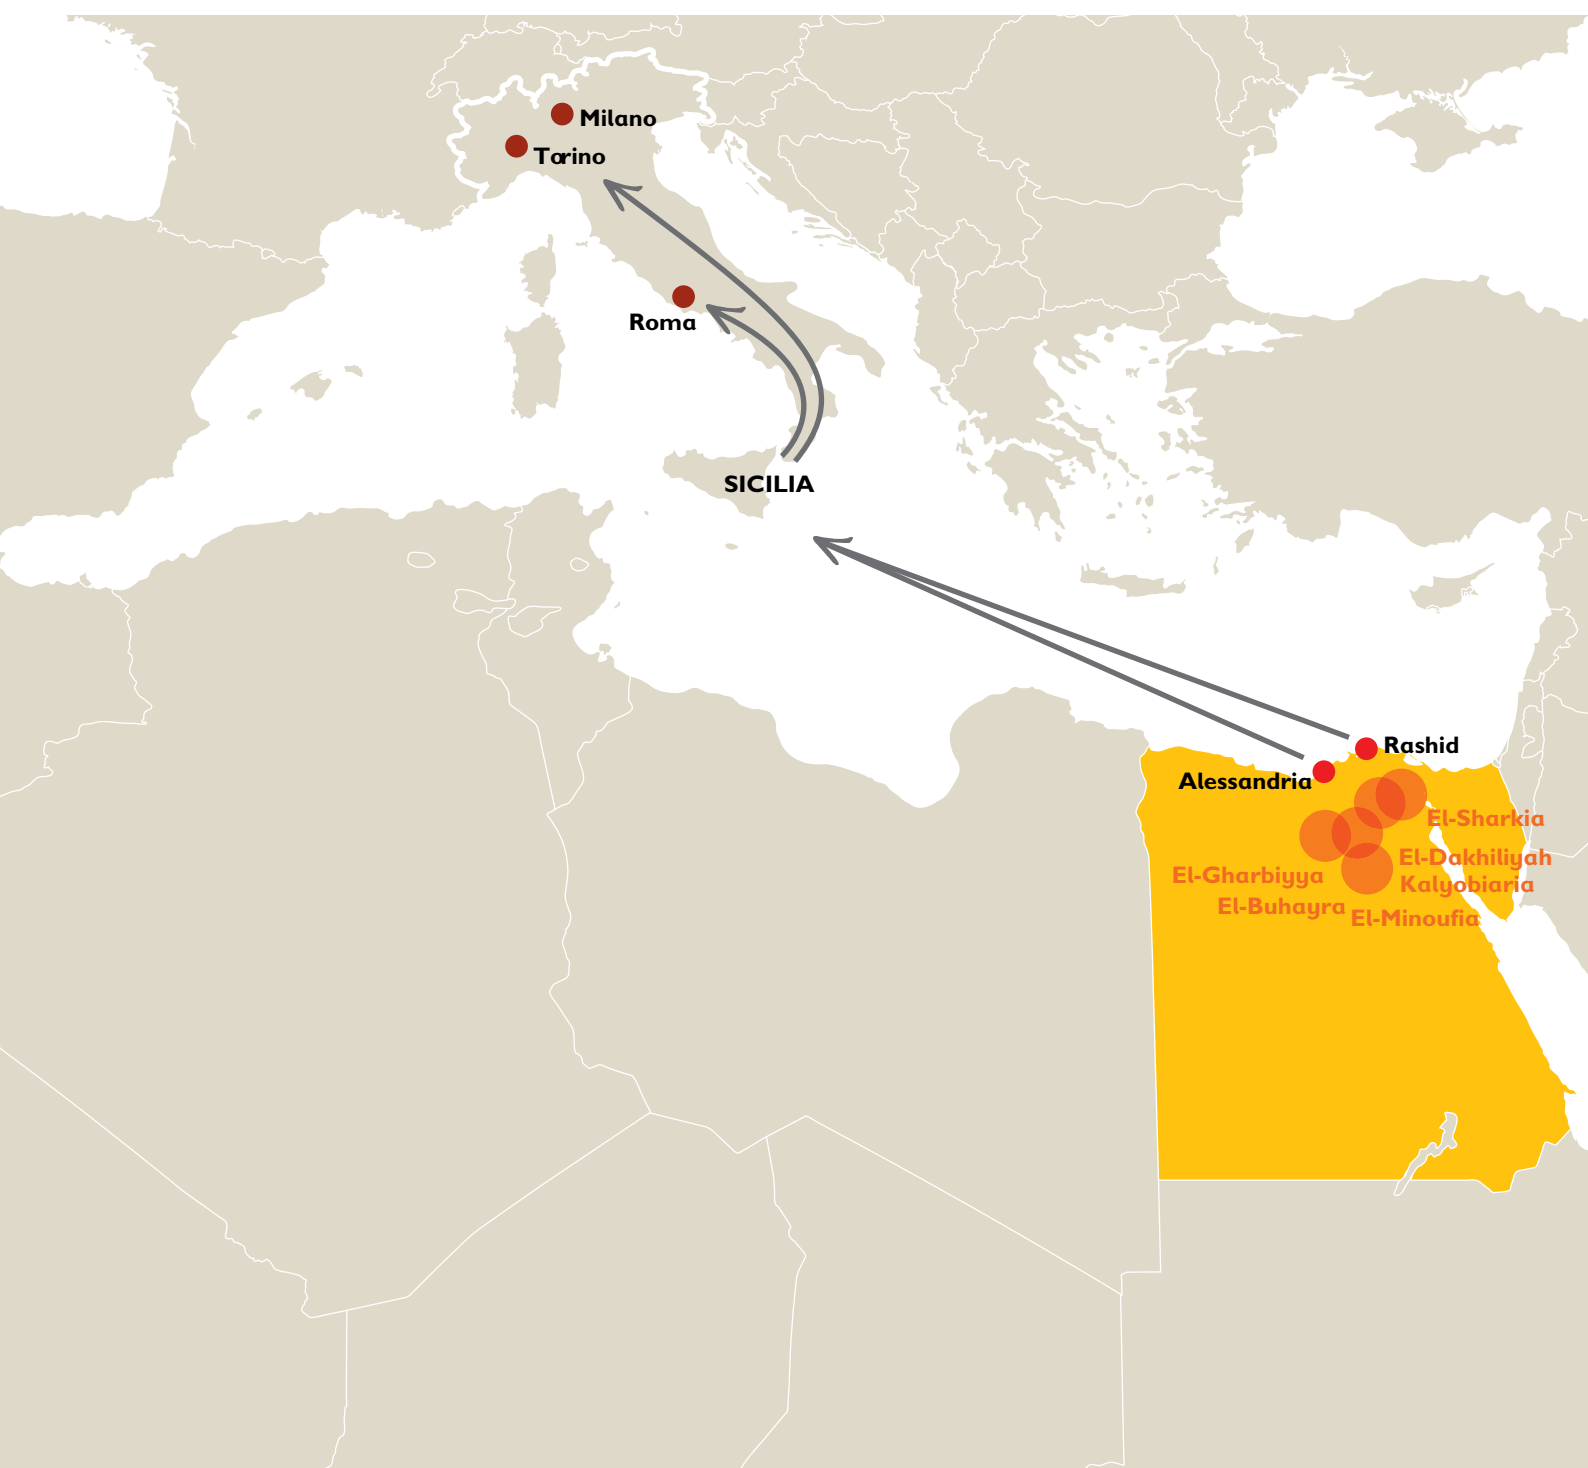 Milano
Torino
Roma
SICILIA
Rashid
Alessandria
El-Sharkia
El-Dakhiliyah
El-Gharbiyya
Kalyobiaria
El-Buhayra
El-Minoufia